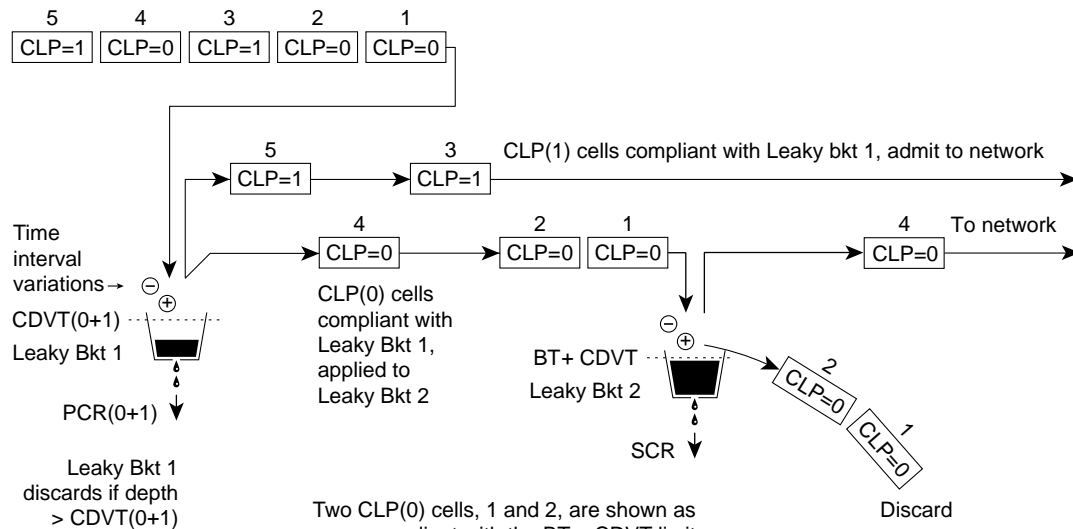 5 4 3 2 1
CLP=1 CLP=0 CLP=1 CLP=0 CLP=0
5 3
CLP=1 CLP=1
CLP(1) cells compliant with Leaky bkt 1, admit to network
4 2 1 4
CLP=0 CLP=0 CLP=0 CLP=0
To network
Time
interval
variations
− +
CDVT(0+1)
Leaky Bkt 1
PCR(0+1)
CLP(0) cells
compliant with
Leaky Bkt 1,
applied to
Leaky Bkt 2
− +
BT+ CDVT
Leaky Bkt 2
SCR
2
CLP=0
1
CLP=0
Leaky Bkt 1
discards if depth
> CDVT(0+1)
Two CLP(0) cells, 1 and 2, are shown as
Discard